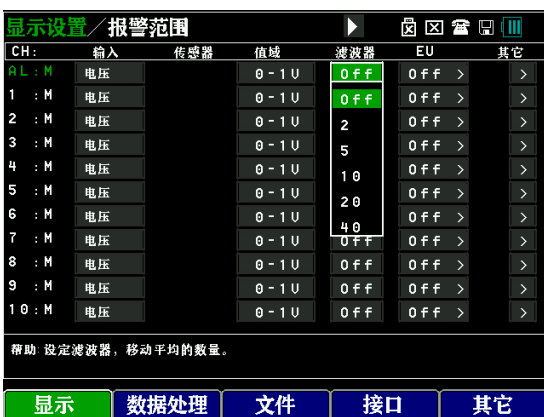 显示设置/报警范围
CH: 输入 传感器 值域 滤波器 EU 其它
AL:M 电压 0-1V Off Off >  >
1 :M 电压 0-1V Off Off >  >
2 :M 电压 0-1V 2 Off >  >
3 :M 电压 0-1V 5 Off >  >
4 :M 电压 0-1V 10 Off >  >
5 :M 电压 0-1V 20 Off >  >
6 :M 电压 0-1V 40 Off >  >
7 :M 电压 0-1V Off Off >  >
8 :M 电压 0-1V Off Off >  >
9 :M 电压 0-1V Off Off >  >
10:M 电压 0-1V Off Off >  >
帮助:设定滤波器，移动平均的数量。
显示 数据处理 文件 接口 其它